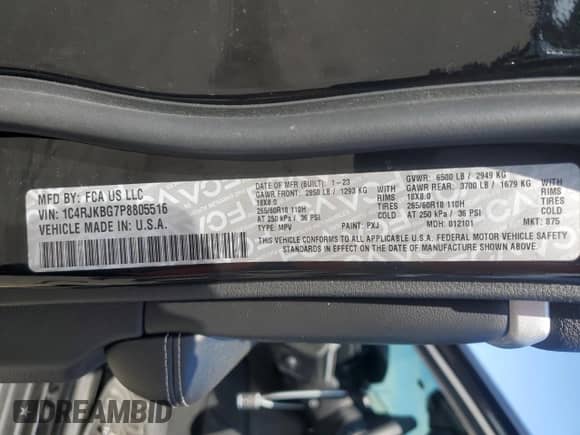 MFD BY: FCA US LLC
VIN: 1C4RJKBG7P8805516
VEHICLE MADE IN: U.S.A.
DATE OF MFR (BUILT): 1-23
GAWR FRONT: 2850 LB / 1293 KG
18X8.0
265/60R18 110H
AT 250 kPa / 36 PSI
TYPE: MPV
PAINT: PXJ
WITH
RIMS
TIRES
GVWR: 6500 LB / 2949 KG
GAWR REAR: 3700 LB / 1679 KG
18X8.0
265/60R18 110H
AT 250 kPa / 36 PSI
MDH: 012101
WITH
RIMS
TIRES
MKT: B75
THIS VEHICLE CONFORMS TO ALL APPLICABLE U.S.A. FEDERAL MOTOR VEHICLE SAFETY
STANDARDS IN EFFECT ON THE DATE OF MANUFACTURE SHOWN ABOVE.
DREAMBID